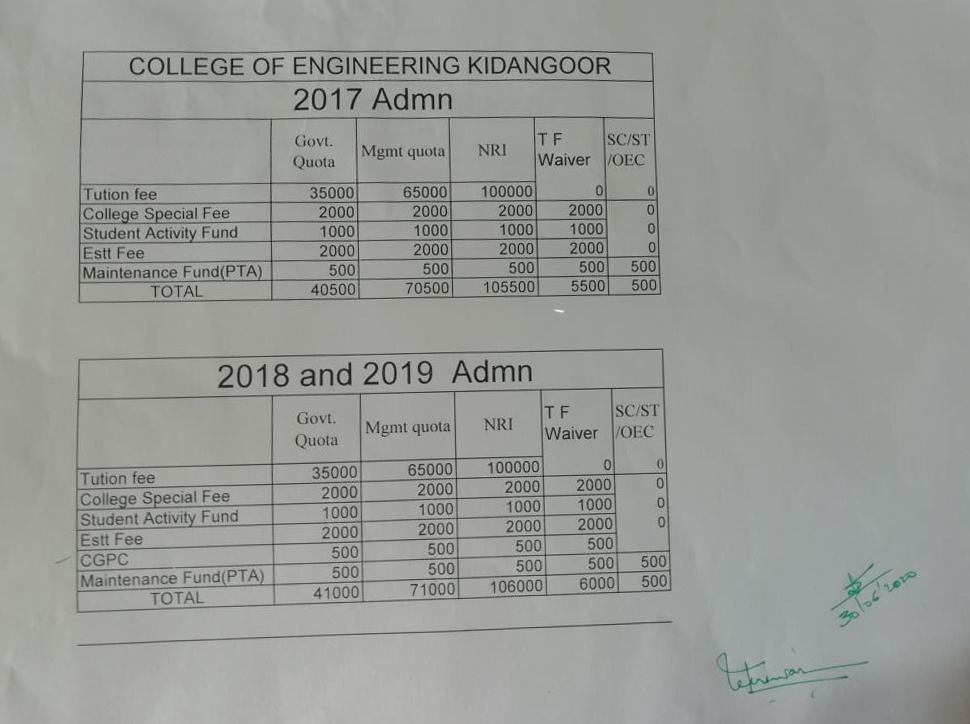 COLLEGE OF ENGINEERING KIDANGOOR
2017 Admn
Govt. Quota Mgmt quota NRI T F Waiver SC/ST /OEC
Tution fee 35000 65000 100000 0 0
College Special Fee 2000 2000 2000 2000 0
Student Activity Fund 1000 1000 1000 1000 0
Estt Fee 2000 2000 2000 2000 0
Maintenance Fund(PTA) 500 500 500 500 500
TOTAL 40500 70500 105500 5500 500
2018 and 2019 Admn
Govt. Quota Mgmt quota NRI T F Waiver SC/ST /OEC
Tution fee 35000 65000 100000 0 0
College Special Fee 2000 2000 2000 2000 0
Student Activity Fund 1000 1000 1000 1000 0
Estt Fee 2000 2000 2000 2000 0
CGPC 500 500 500 500
Maintenance Fund(PTA) 500 500 500 500 500
TOTAL 41000 71000 106000 6000 500
30/06/2020